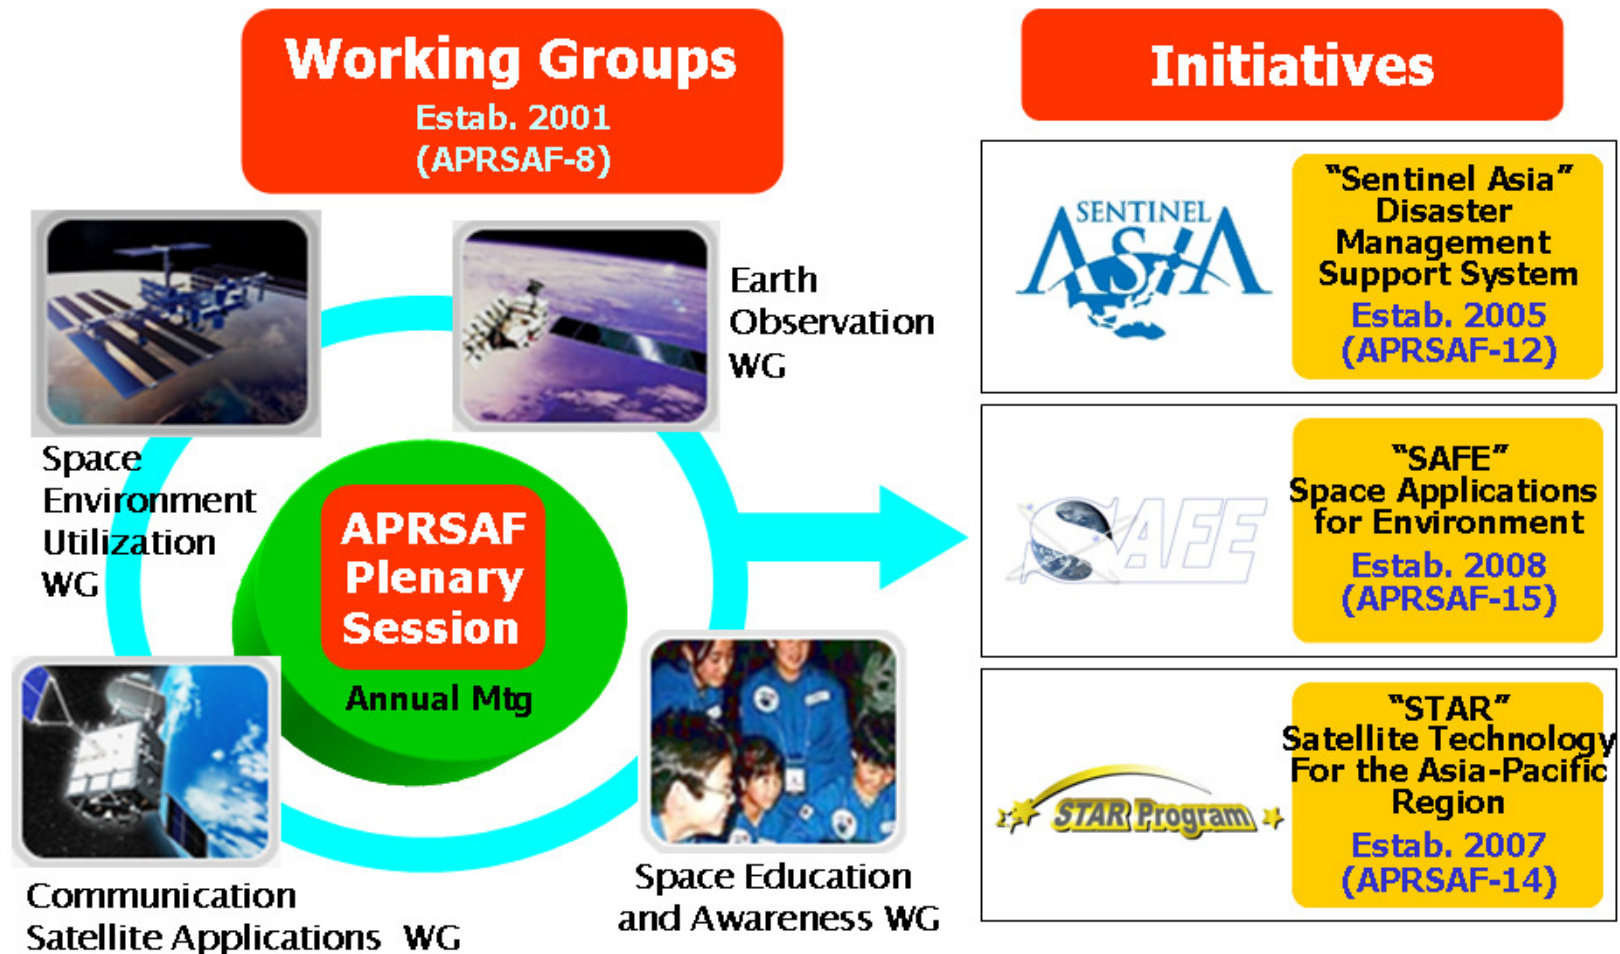 Working Groups
Estab. 2001
(APRSAF-8)
Earth
Observation
WG
Space
Environment
Utilization
WG
APRSAF
Plenary
Session
Annual Mtg
Communication
Satellite Applications WG
Space Education
and Awareness WG
Initiatives
SENTINEL
ASIA
"Sentinel Asia"
Disaster
Management
Support System
Estab. 2005
(APRSAF-12)
SAFE
"SAFE"
Space Applications
for Environment
Estab. 2008
(APRSAF-15)
STAR Program
"STAR"
Satellite Technology
For the Asia-Pacific
Region
Estab. 2007
(APRSAF-14)